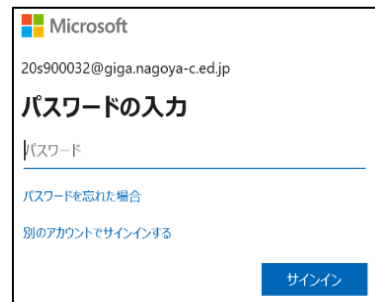 Microsoft
20s900032@giga.nagoya-c.ed.jp
パスワードの入力
パスワード
パスワードを忘れた場合
別のアカウントでサインインする
サインイン